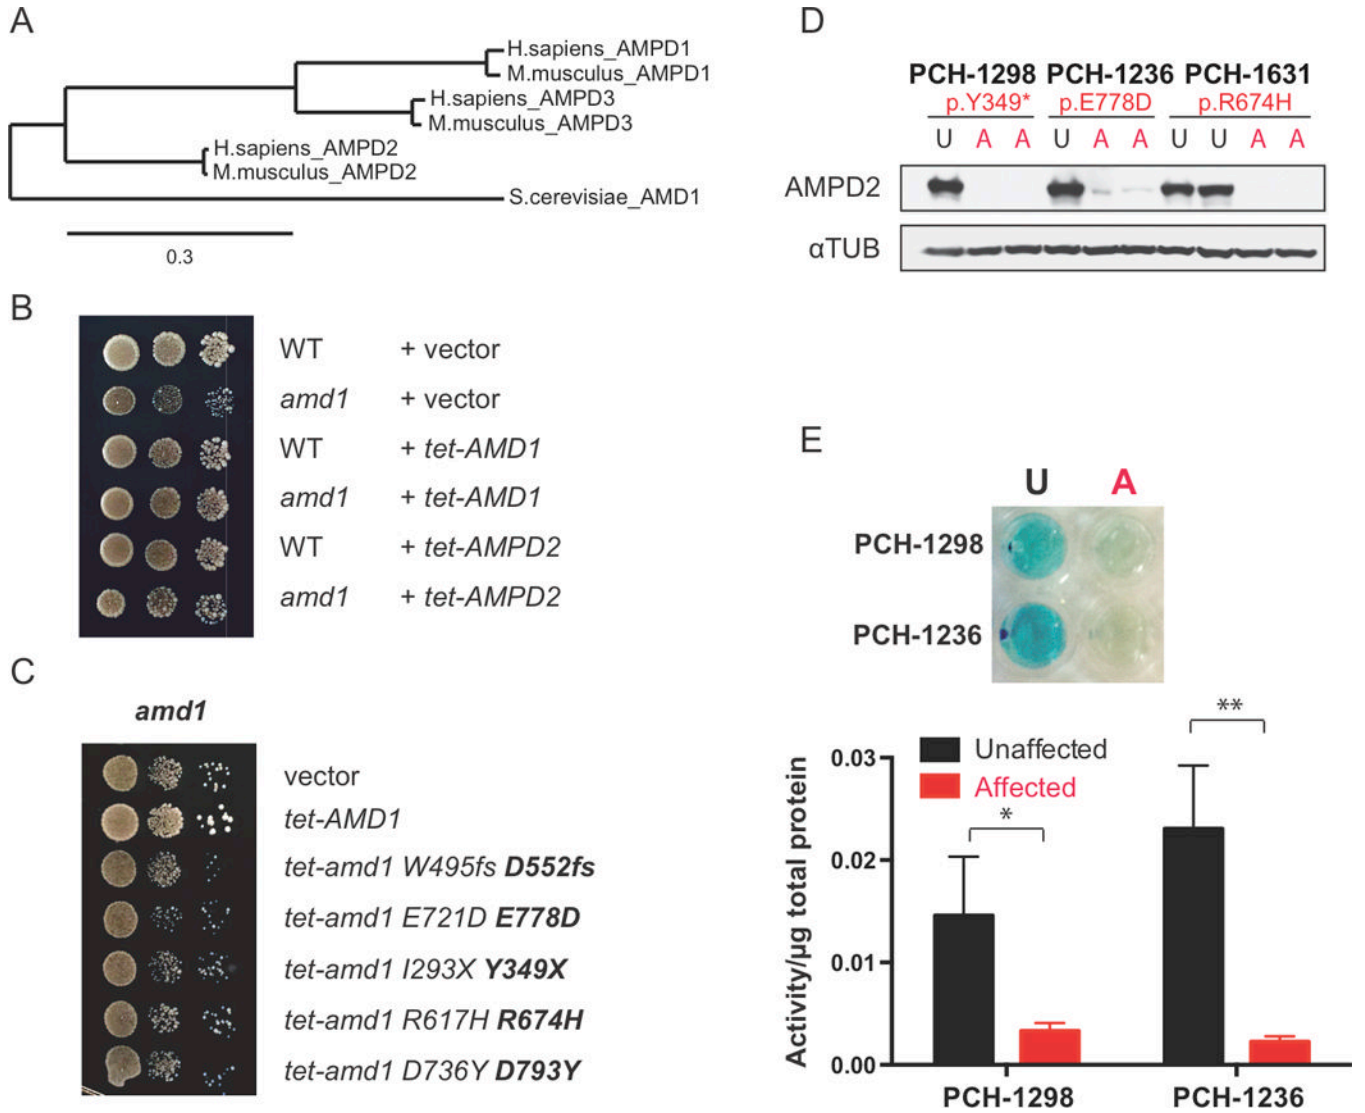 A
H.sapiens_AMPD1
M.musculus_AMPD1
H.sapiens_AMPD3
M.musculus_AMPD3
H.sapiens_AMPD2
M.musculus_AMPD2
S.cerevisiae_AMD1
0.3
B
WT + vector
amd1 + vector
WT + tet-AMD1
amd1 + tet-AMD1
WT + tet-AMPD2
amd1 + tet-AMPD2
C
amd1
vector
tet-AMD1
tet-amd1 W495fs D552fs
tet-amd1 E721D E778D
tet-amd1 I293X Y349X
tet-amd1 R617H R674H
tet-amd1 D736Y D793Y
D
PCH-1298 PCH-1236 PCH-1631
p.Y349* p.E778D p.R674H
U A A U A A U U A A
AMPD2
αTUB
E
U A
PCH-1298
PCH-1236
Unaffected
Affected
* **
Activity/µg total protein
0.03
0.02
0.01
0.00
PCH-1298 PCH-1236